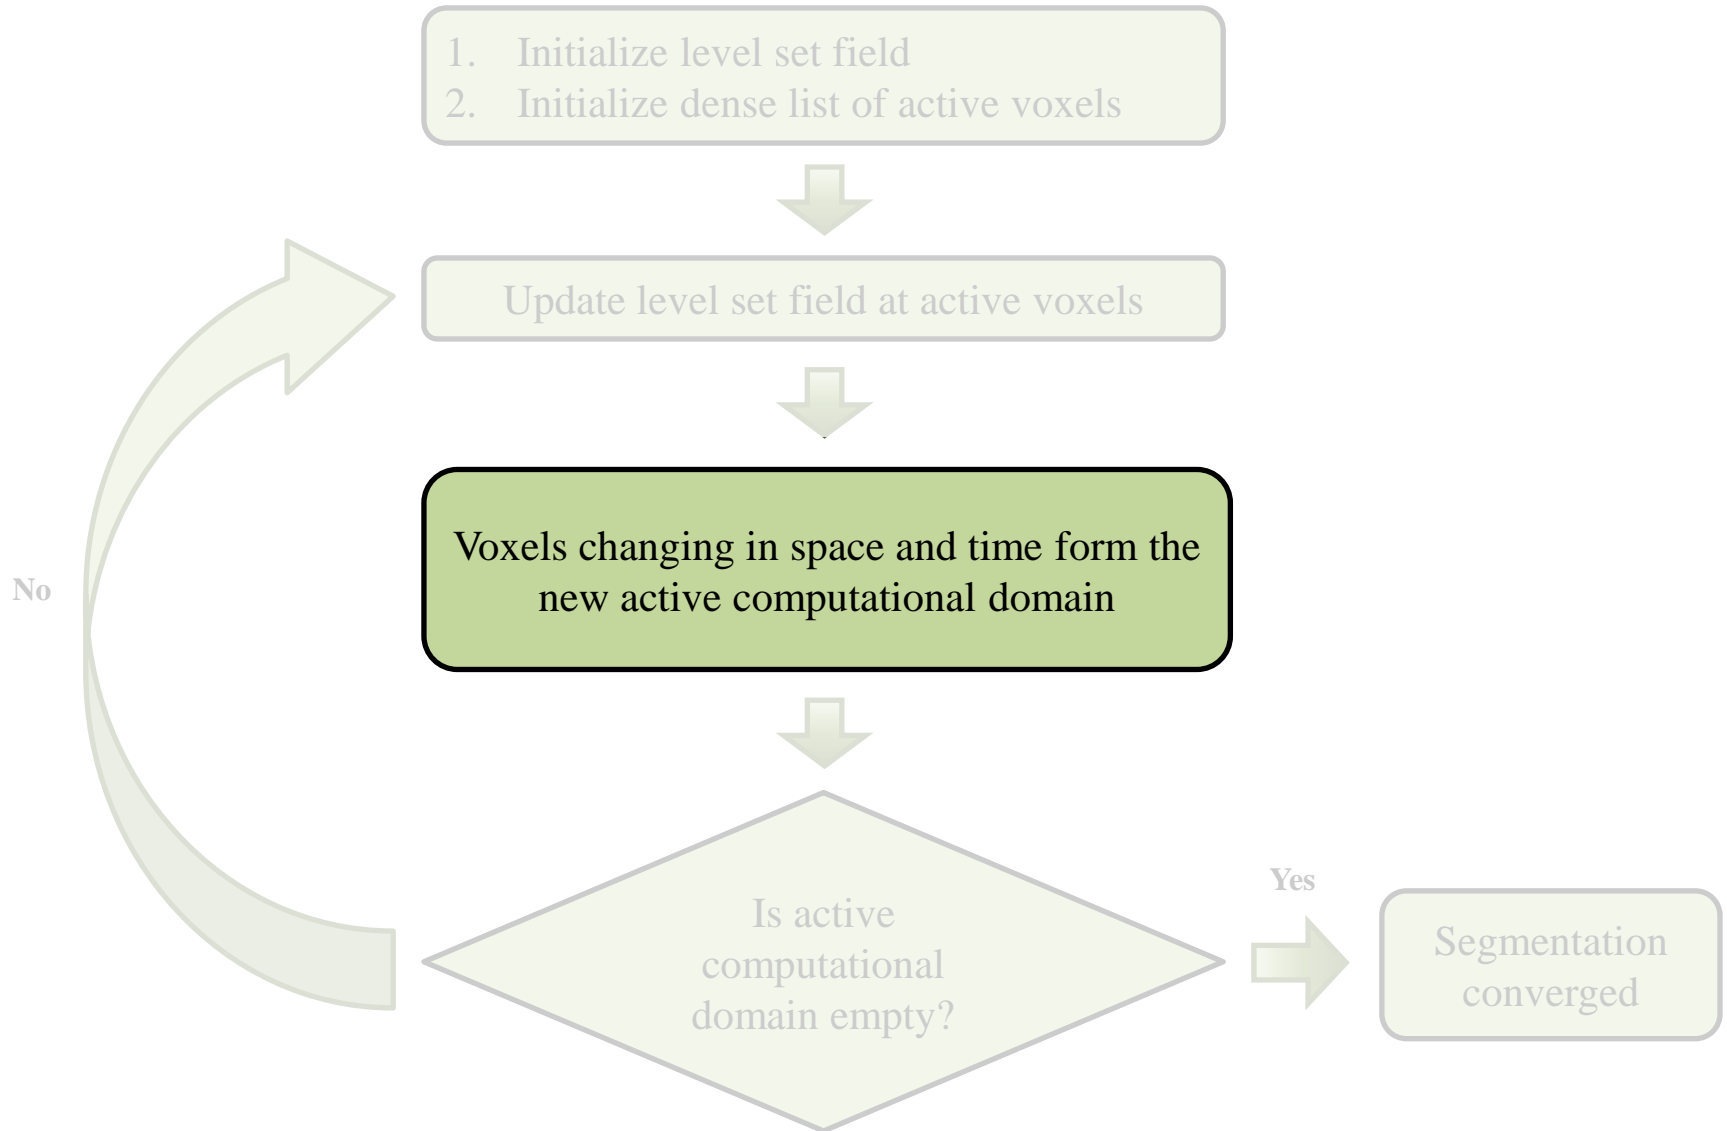 1. Initialize level set field
2. Initialize dense list of active voxels
Update level set field at active voxels
Voxels changing in space and time form the
new active computational domain
No
Is active
computational
domain empty?
Yes
Segmentation
converged